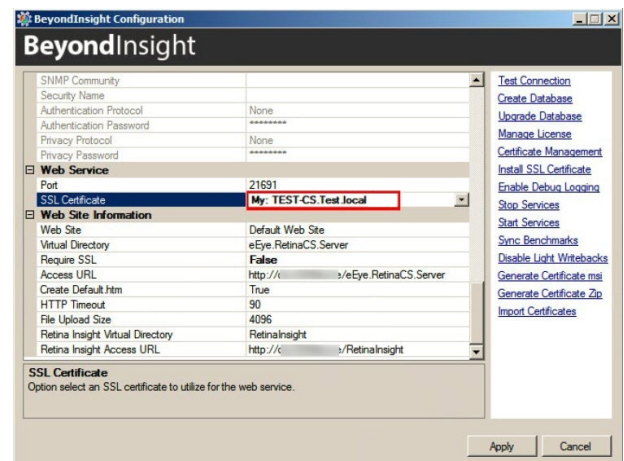 BeyondInsight Configuration
BeyondInsight
SNMP Community
Security Name
Authentication Protocol None
Authentication Password ********
Privacy Protocol None
Privacy Password ********
Web Service
Port 21691
SSL Certificate My: TEST-CS.Test.local
Web Site Information
Web Site Default Web Site
Virtual Directory eEye.RetinaCS.Server
Require SSL False
Access URL http:// /eEye.RetinaCS.Server
Create Default.htm True
HTTP Timeout 90
File Upload Size 4096
Retina Insight Virtual Directory RetinaInsight
Retina Insight Access URL http:// /RetinaInsight
SSL Certificate
Option select an SSL certificate to utilize for the web service.
Test Connection
Create Database
Upgrade Database
Manage License
Certificate Management
Install SSL Certificate
Enable Debug Logging
Stop Services
Start Services
Sync Benchmarks
Disable Light Writebacks
Generate Certificate msi
Generate Certificate Zip
Import Certificates
Apply Cancel